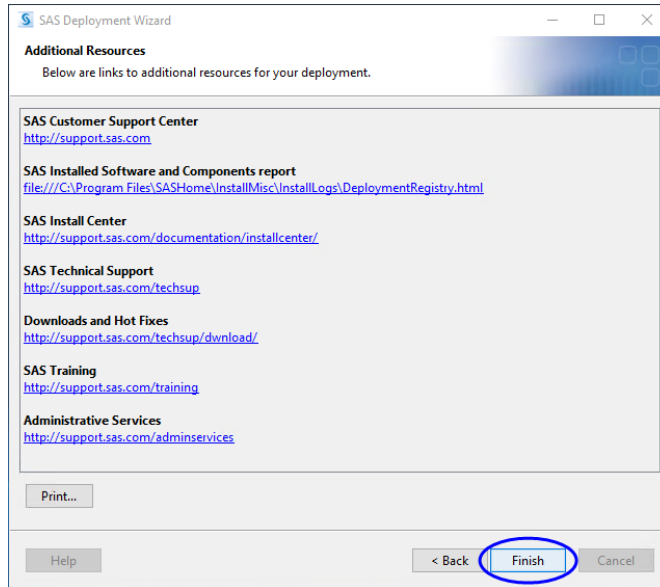 SAS Deployment Wizard
Additional Resources
Below are links to additional resources for your deployment.
SAS Customer Support Center
http://support.sas.com
SAS Installed Software and Components report
file:///C:\Program Files\SASHome\InstallMisc\InstallLogs\DeploymentRegistry.html
SAS Install Center
http://support.sas.com/documentation/installcenter/
SAS Technical Support
http://support.sas.com/techsup
Downloads and Hot Fixes
http://support.sas.com/techsup/dwnload/
SAS Training
http://support.sas.com/training
Administrative Services
http://support.sas.com/adminservices
Print...
Help
< Back
Finish
Cancel